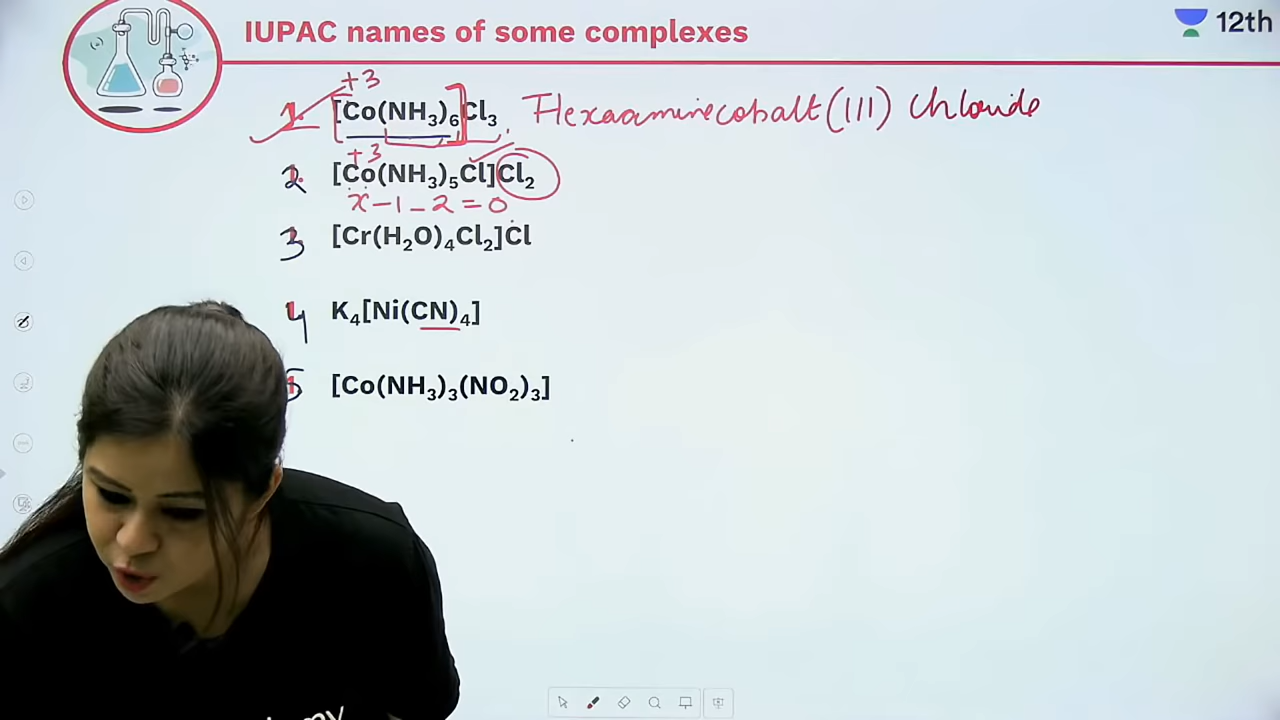 IUPAC names of some complexes
12th
+3
1. [Co(NH₃)₆]Cl₃ Hexaamminecobalt(III) chloride
+3
2 [Co(NH₃)₅Cl]Cl₂
x-1-2=0
3 [Cr(H₂O)₄Cl₂]Cl
4 K₄[Ni(CN)₄]
5 [Co(NH₃)₃(NO₂)₃]